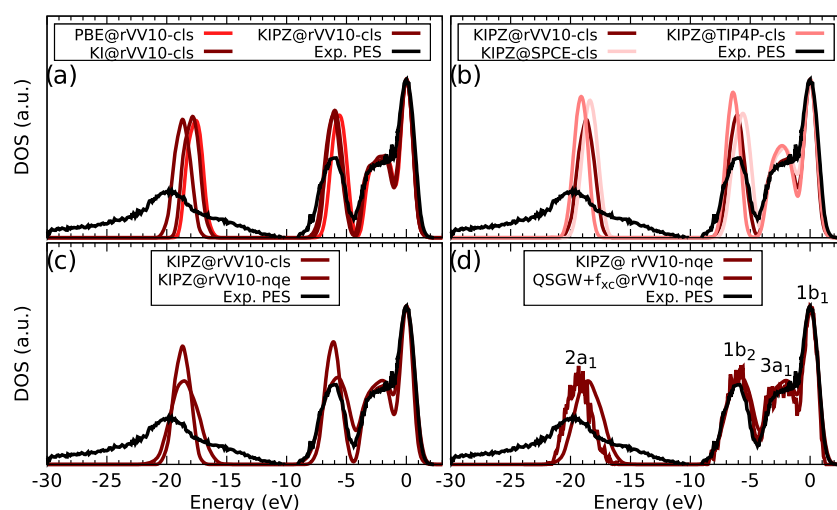 PBE@rVV10-cls
KI@rVV10-cls
KIPZ@rVV10-cls
Exp. PES
(a)
KIPZ@rVV10-cls
KIPZ@SPCE-cls
KIPZ@TIP4P-cls
Exp. PES
(b)
DOS (a.u.)
KIPZ@rVV10-cls
KIPZ@rVV10-nqe
Exp. PES
(c)
KIPZ@ rVV10-nqe
QSGW+fxc@rVV10-nqe
Exp. PES
(d)
1b1
1b2
3a1
2a1
DOS (a.u.)
-30 -25 -20 -15 -10 -5 0
Energy (eV)
-30 -25 -20 -15 -10 -5 0
Energy (eV)